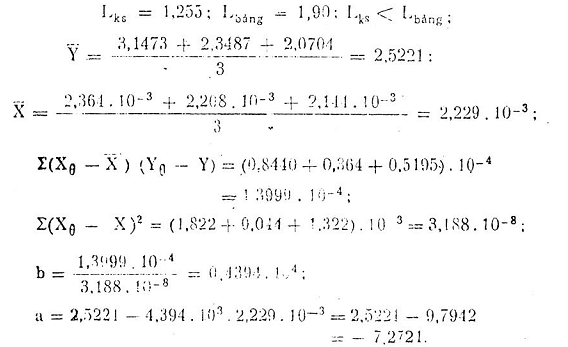 L_ks = 1,255; L_bảng = 1,90; L_ks < L_bảng;
Ȳ = (3,1473 + 2,3487 + 2,0704) / 3 = 2,5221;
X̄ = (2,364.10⁻³ + 2,208.10⁻³ + 2,141.10⁻³) / 3 = 2,229.10⁻³;
Σ(X_θ − X̄) (Y_θ − Y) = (0,8440 + 0,364 + 0,5195).10⁻⁴
= 1,3999.10⁻⁴;
Σ(X_θ − X)² = (1,822 + 0,044 + 1,322).10⁻³ = 3,188.10⁻⁸;
b = 1,3999.10⁻⁴ / 3,188.10⁻⁸ = 0,4394.10⁴;
a = 2,5221 − 4,394.10³.2,229.10⁻³ = 2,5221 − 9,7942
= − 7,2721.